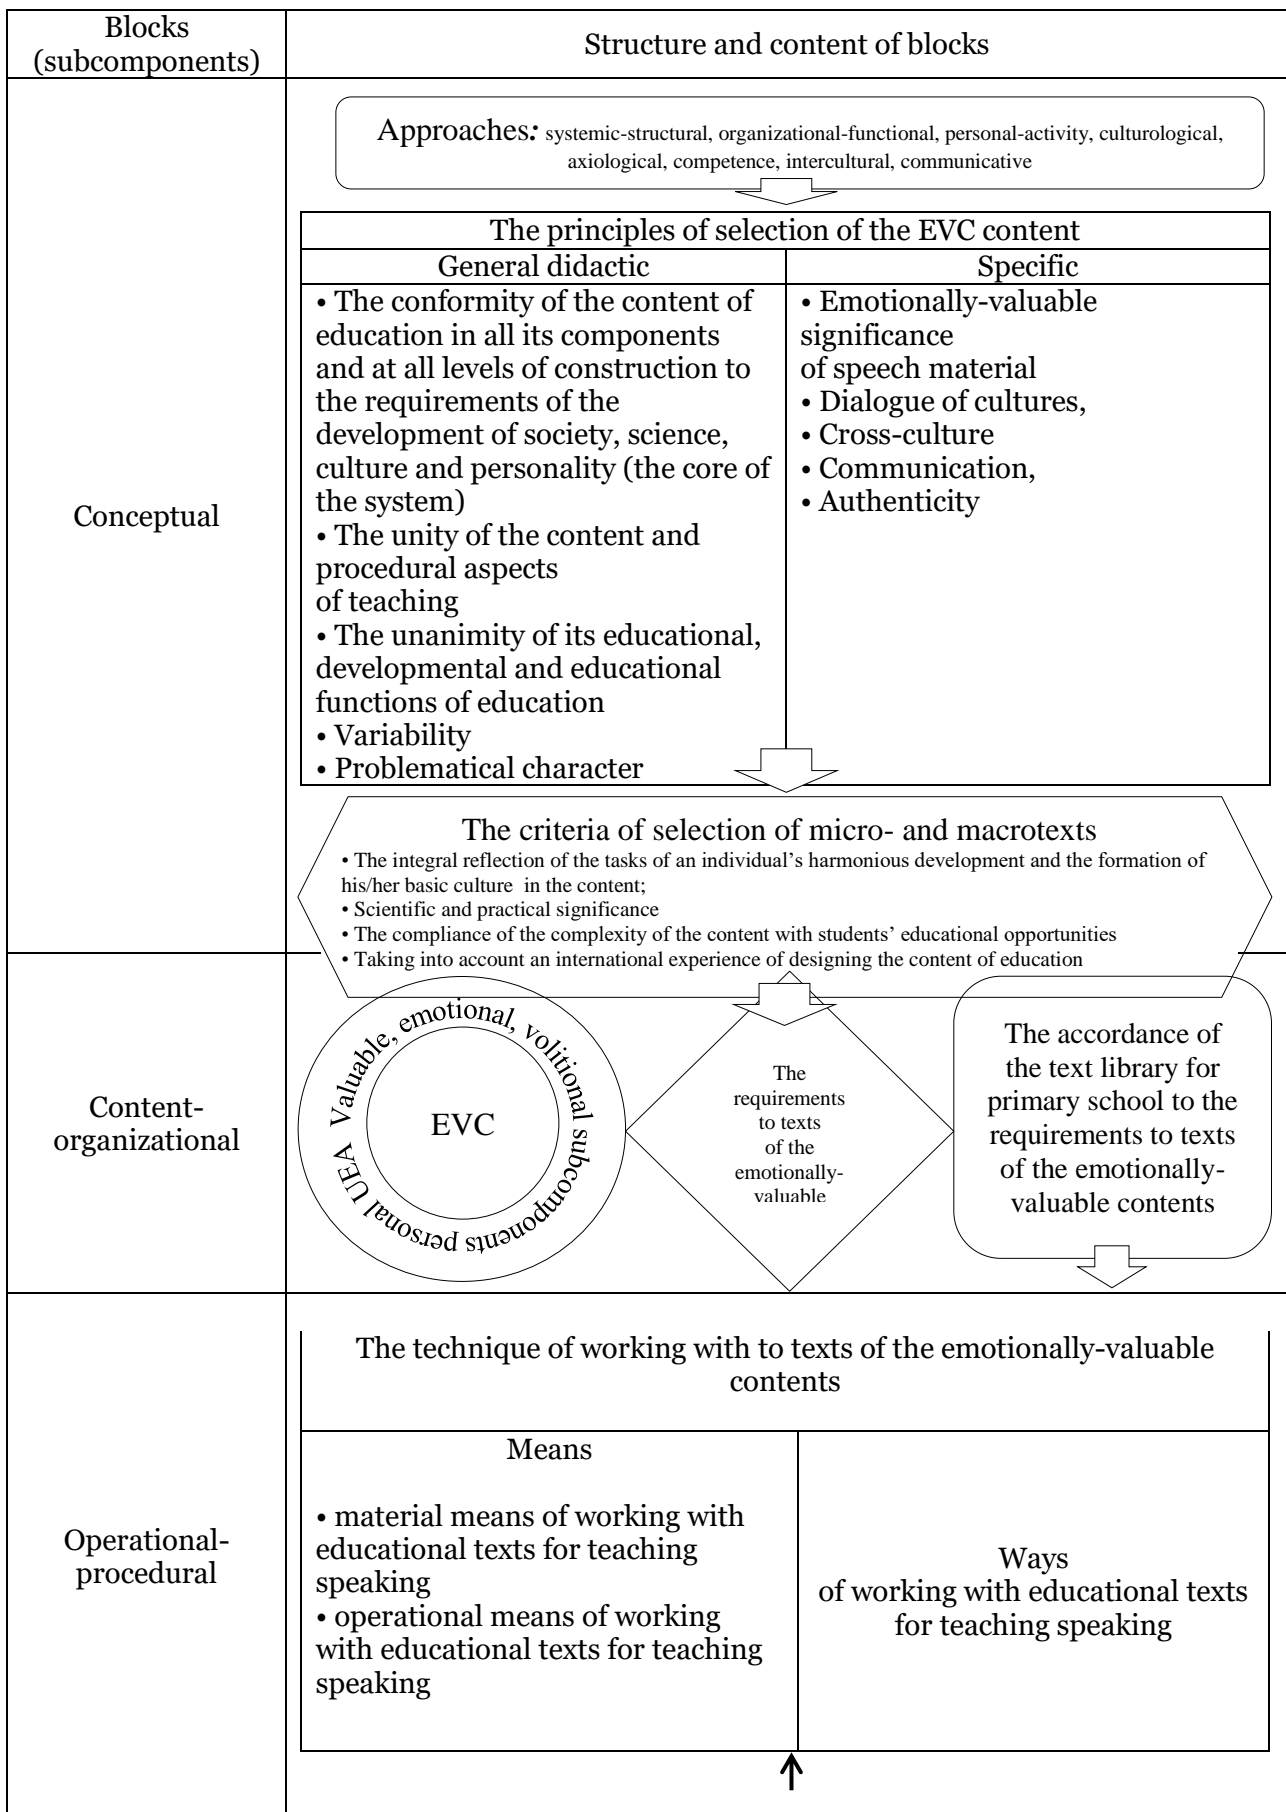 Blocks
(subcomponents)
Structure and content of blocks
Conceptual
Approaches: systemic-structural, organizational-functional, personal-activity, culturological,
axiological, competence, intercultural, communicative
The principles of selection of the EVC content
General didactic
Specific
• The conformity of the content of
education in all its components
and at all levels of construction to
the requirements of the
development of society, science,
culture and personality (the core of
the system)
• The unity of the content and
procedural aspects
of teaching
• The unanimity of its educational,
developmental and educational
functions of education
• Variability
• Problematical character
• Emotionally-valuable
significance
of speech material
• Dialogue of cultures,
• Cross-culture
• Communication,
• Authenticity
The criteria of selection of micro- and macrotexts
• The integral reflection of the tasks of an individual’s harmonious development and the formation of
his/her basic culture in the content;
• Scientific and practical significance
• The compliance of the complexity of the content with students’ educational opportunities
• Taking into account an international experience of designing the content of education
Content-
organizational
Valuable, emotional, volitional subcomponents personal UEA
EVC
The
requirements
to texts
of the
emotionally-
valuable
The accordance of
the text library for
primary school to the
requirements to texts
of the emotionally-
valuable contents
Operational-
procedural
The technique of working with to texts of the emotionally-valuable
contents
Means
• material means of working with
educational texts for teaching
speaking
• operational means of working
with educational texts for teaching
speaking
Ways
of working with educational texts
for teaching speaking